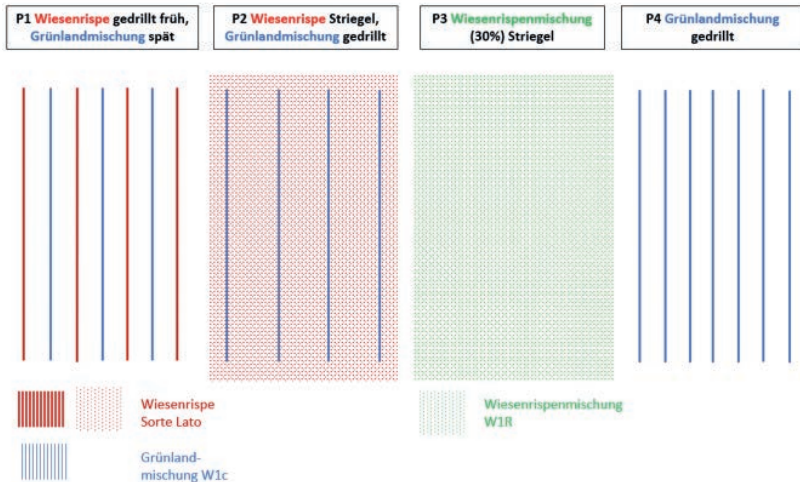 P1 Wiesenrispe gedrillt früh,
Grünlandmischung spät
P2 Wiesenrispe Striegel,
Grünlandmischung gedrillt
P3 Wiesenrispenmischung
(30%) Striegel
P4 Grünlandmischung
gedrillt
Wiesenrispe
Sorte Lato
Wiesenrispenmischung
W1R
Grünland-
mischung W1c